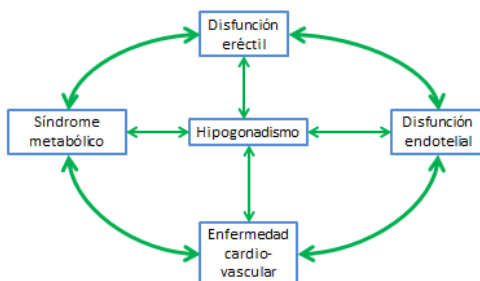 Disfunción
eréctil
Síndrome
metabólico
Hipogonadismo
Disfunción
endotelial
Enfermedad
cardio-
vascular